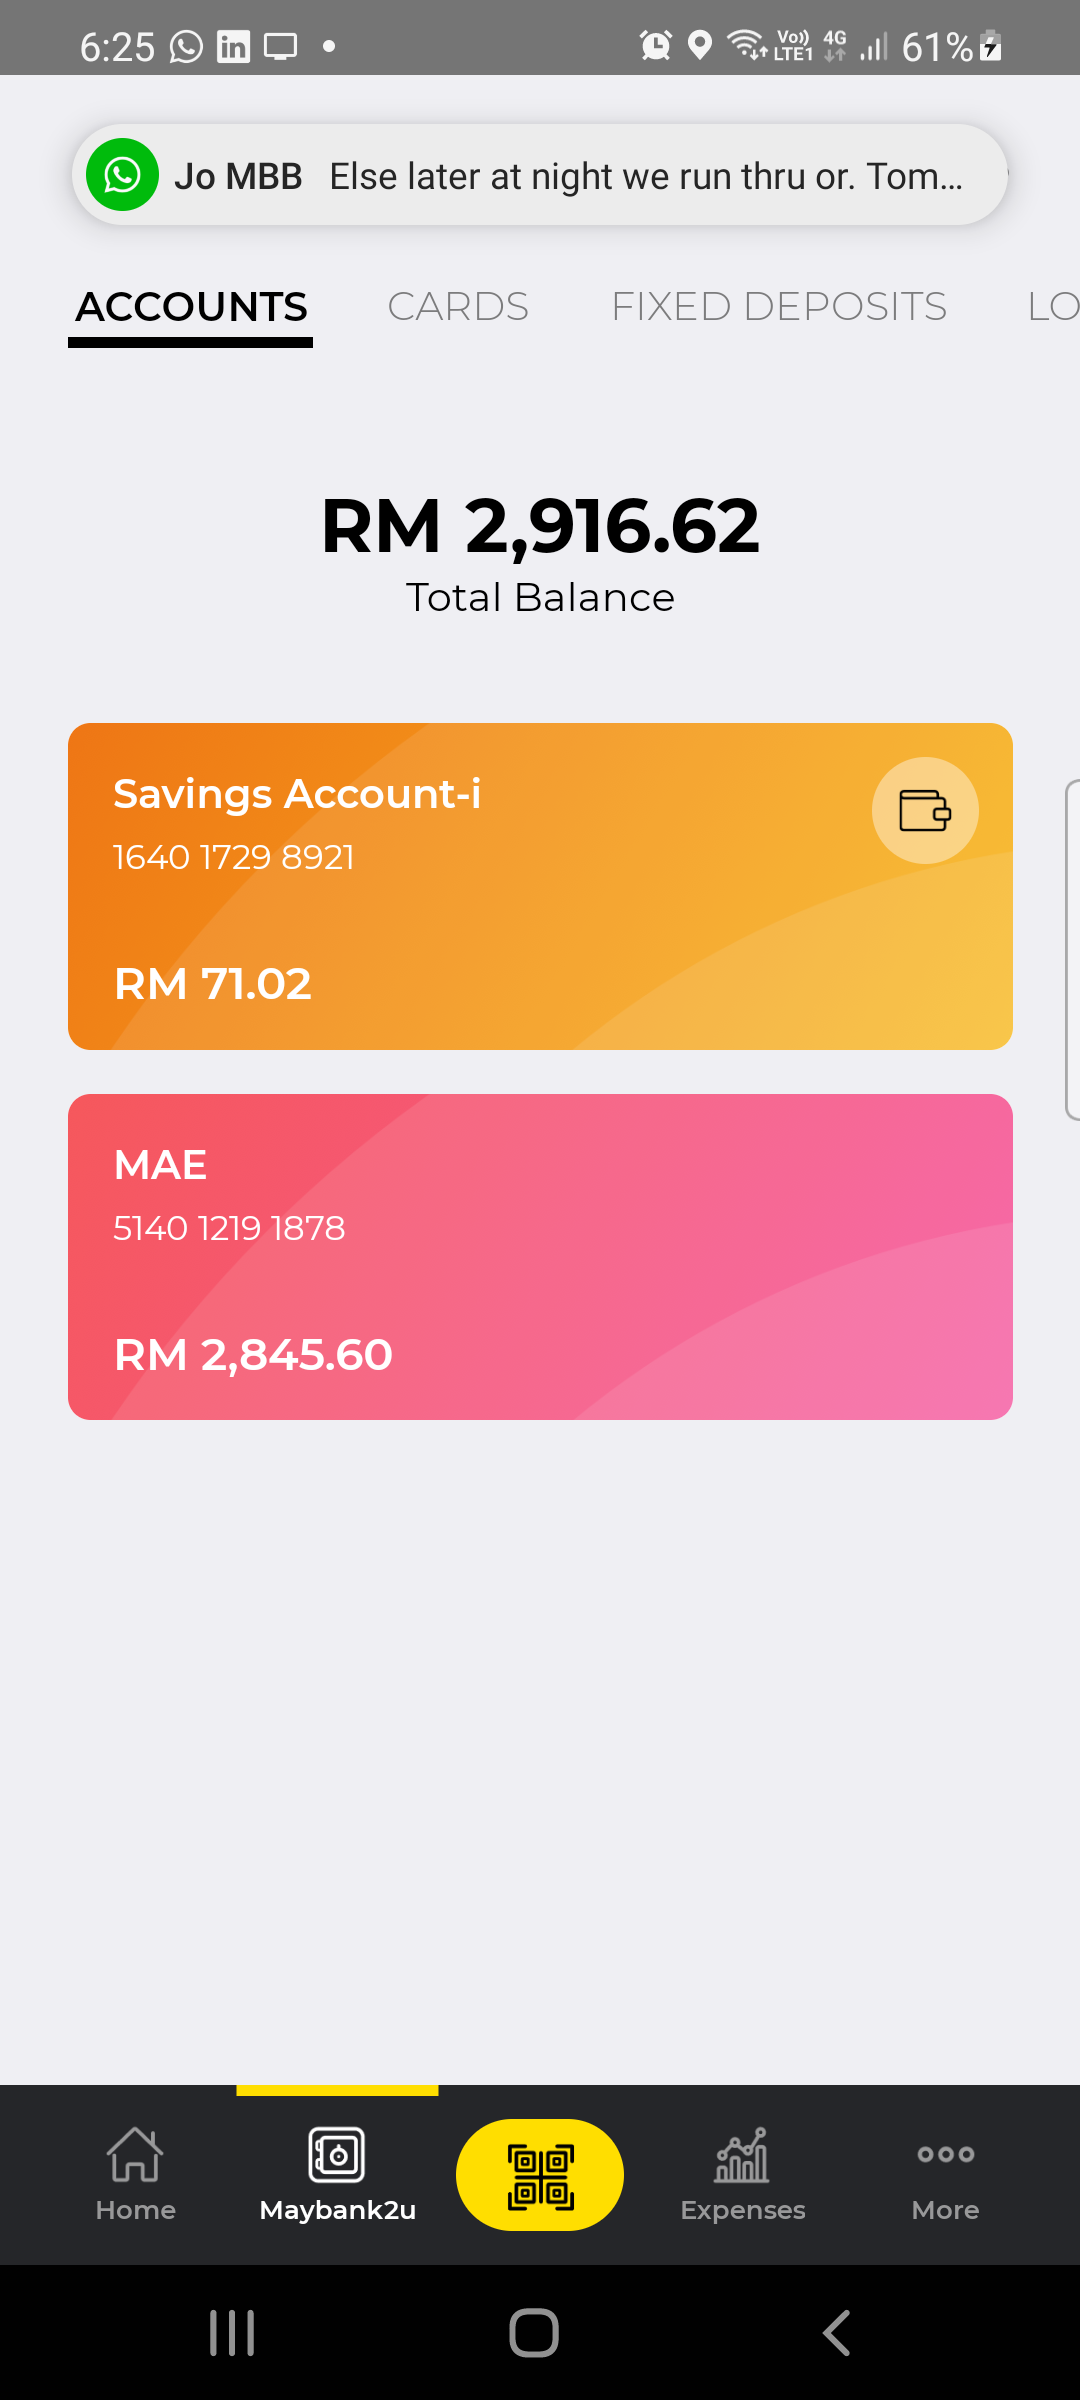 6:25
Vo)) LTE1 4G 61%
Jo MBB Else later at night we run thru or. Tom...
ACCOUNTS CARDS FIXED DEPOSITS LO
RM 2,916.62
Total Balance
Savings Account-i
1640 1729 8921
RM 71.02
MAE
5140 1219 1878
RM 2,845.60
Home Maybank2u Expenses More